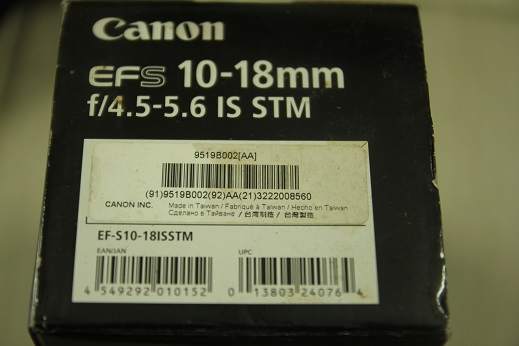 Canon
EFS 10-18mm
f/4.5-5.6 IS STM
9519B002[AA]
(91)9519B002(92)AA(21)3222008560
CANON INC. Made in Taiwan / Fabriqué à Taiwan / Hecho en Taiwan
Сделано в Тайване / 台湾制造 / 台灣製造
EF-S10-18ISSTM
EAN/JAN UPC
4 549292 010152 0 13803 24076 4